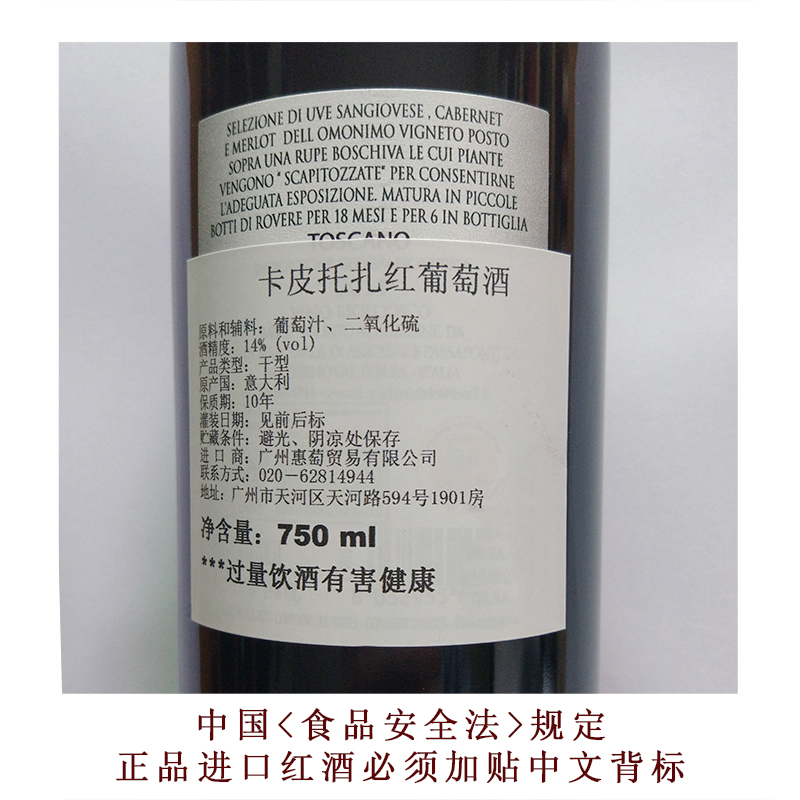 SELEZIONE DI UVE SANGIOVESE , CABERNET
E MERLOT DELL OMONIMO VIGNETO POSTO
SOPRA UNA RUPE BOSCHIVA LE CUI PIANTE
VENGONO " SCAPITOZZATE" PER CONSENTIRNE
L'ADEGUATA ESPOSIZIONE. MATURA IN PICCOLE
BOTTI DI ROVERE PER 18 MESI E PER 6 IN BOTTIGLIA
TOSCANO
卡皮托扎红葡萄酒
原料和辅料：葡萄汁、二氧化硫
酒精度：14% (vol)
产品类型：干型
原产国：意大利
保质期：10年
灌装日期：见前后标
贮藏条件：避光、阴凉处保存
进 口 商：广州惠萄贸易有限公司
联系方式：020－62814944
地址：广州市天河区天河路594号1901房
净含量：750 ml
***过量饮酒有害健康
中国<食品安全法>规定
正品进口红酒必须加贴中文背标